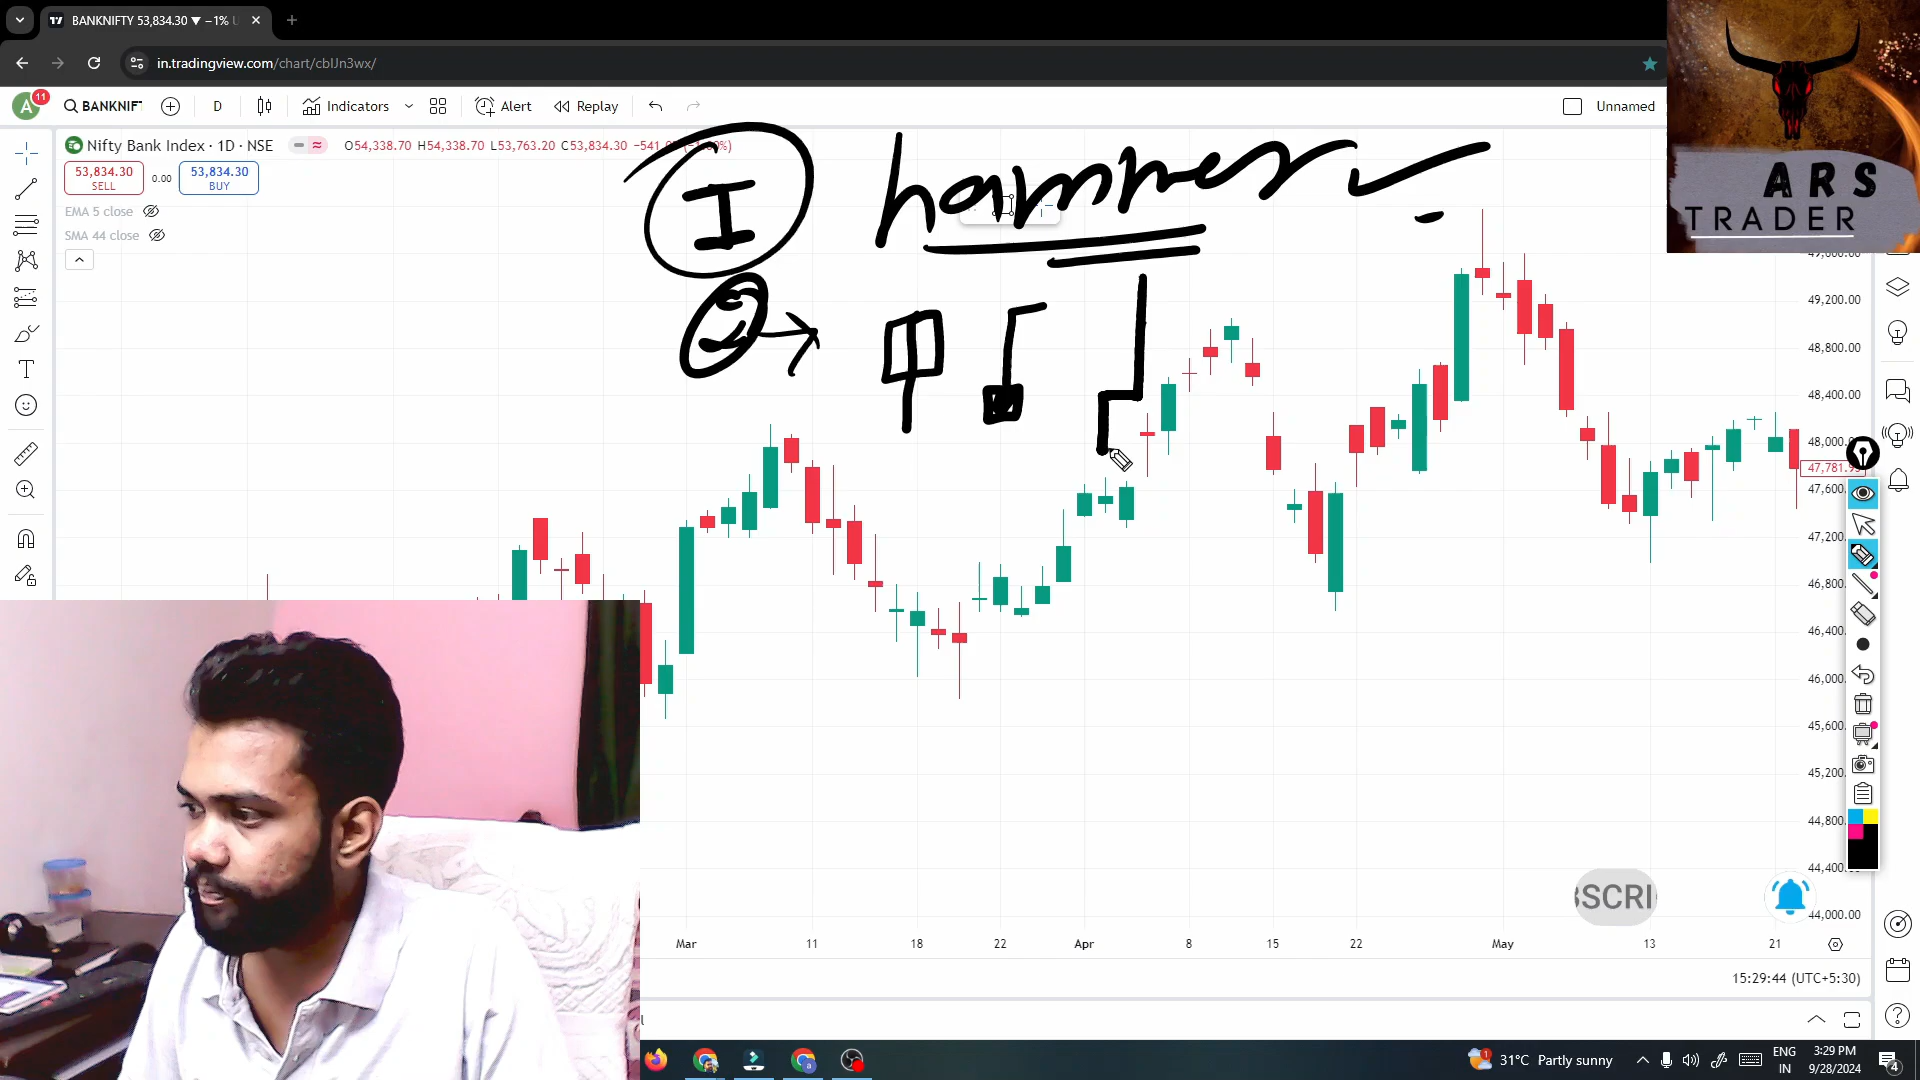 BANKNIFTY 53,834.30 ▼ −1% U
in.tradingview.com/chart/cbIJn3wx/
A 11 BANKNIF D Indicators Alert Replay Unnamed
Nifty Bank Index · 1D · NSE O54,338.70 H54,338.70 L53,763.20 C53,834.30
53,834.30 SELL 0.00 53,834.30 BUY
EMA 5 close
SMA 44 close
I hammer
2
ARS
TRADER
49,200.00
48,800.00
48,400.00
48,000.
47,781.95
47,600.
47,200.
46,800.
46,400.
46,000.
45,600.
45,200.
44,800.
44,400.
44,000.00
SCRI
Mar 11 18 22 Apr 8 15 22 May 13 21
15:29:44 (UTC+5:30)
31°C Partly sunny
ENG
IN
3:29 PM
9/28/2024
4